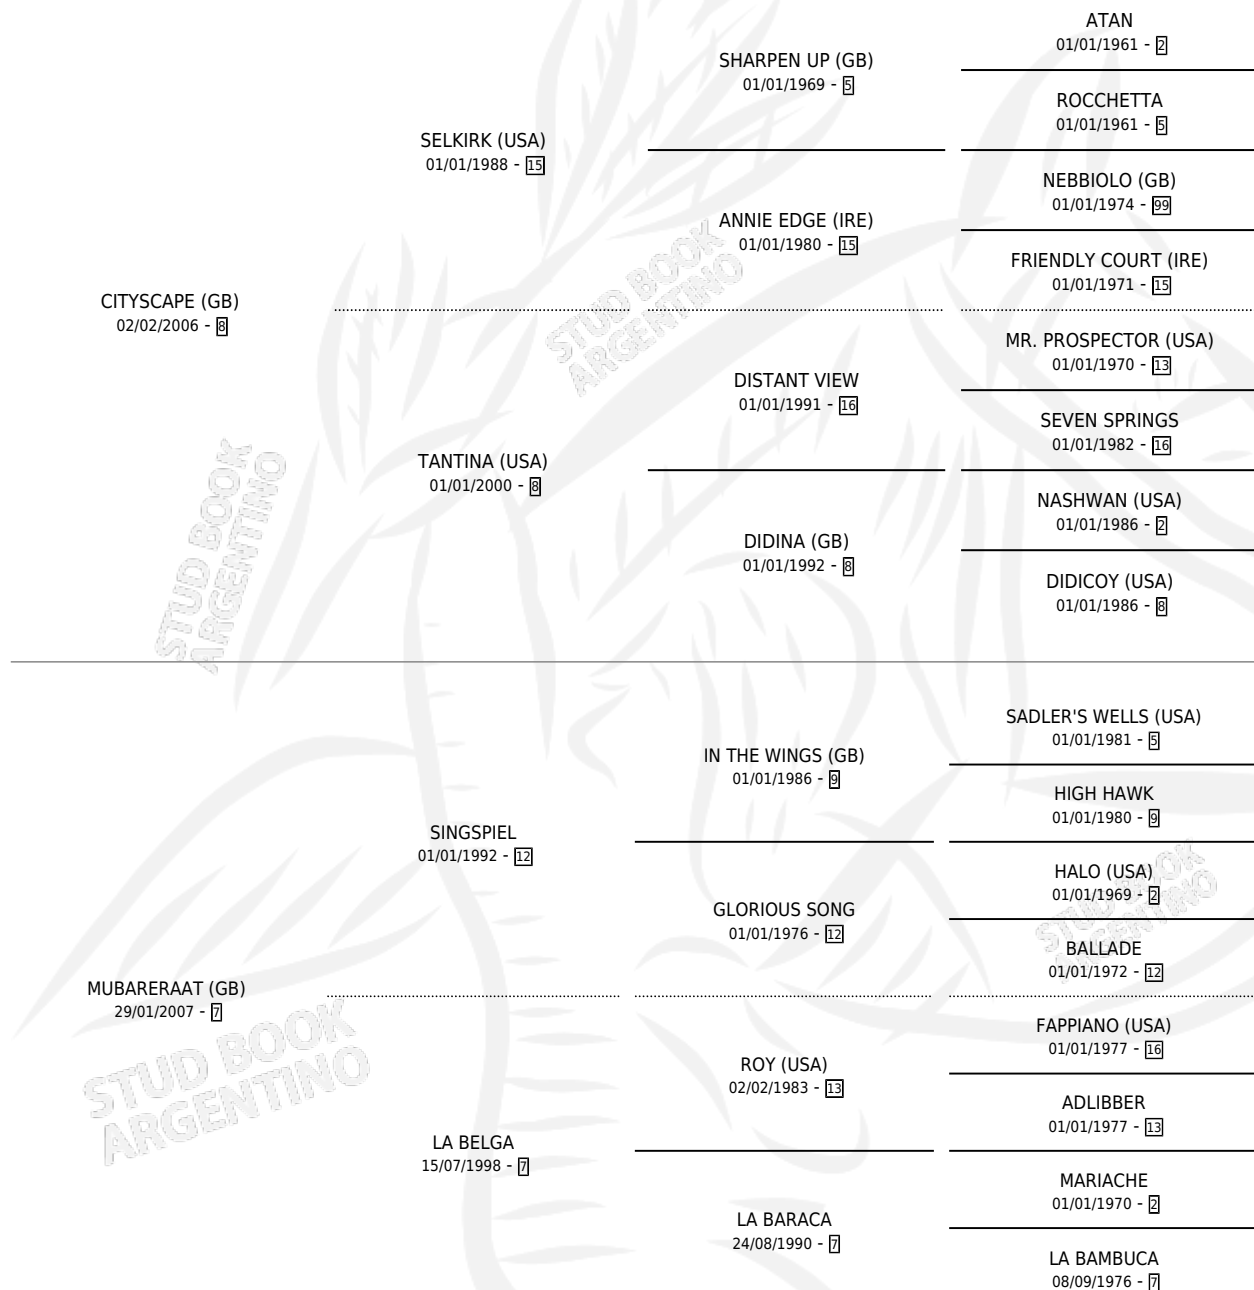 ATAN
01/01/1961 - 2
SHARPEN UP (GB)
01/01/1969 - 5
ROCCHETTA
01/01/1961 - 5
SELKIRK (USA)
01/01/1988 - 15
NEBBIOLO (GB)
01/01/1974 - 99
ANNIE EDGE (IRE)
01/01/1980 - 15
FRIENDLY COURT (IRE)
01/01/1971 - 15
CITYSCAPE (GB)
02/02/2006 - 8
STUD BOOK
ARGENTINO
MR. PROSPECTOR (USA)
01/01/1970 - 13
DISTANT VIEW
01/01/1991 - 16
SEVEN SPRINGS
01/01/1982 - 16
TANTINA (USA)
01/01/2000 - 8
NASHWAN (USA)
01/01/1986 - 2
DIDINA (GB)
01/01/1992 - 8
DIDICOY (USA)
01/01/1986 - 8
STUD BOOK
ARGENTINO
SADLER'S WELLS (USA)
01/01/1981 - 5
IN THE WINGS (GB)
01/01/1986 - 9
HIGH HAWK
01/01/1980 - 9
SINGSPIEL
01/01/1992 - 12
HALO (USA)
01/01/1969 - 2
GLORIOUS SONG
01/01/1976 - 12
BALLADE
01/01/1972 - 12
STUD BOOK
ARGENTINO
MUBARERAAT (GB)
29/01/2007 - 7
STUD BOOK
ARGENTINO
FAPPIANO (USA)
01/01/1977 - 16
ROY (USA)
02/02/1983 - 13
ADLIBBER
01/01/1977 - 13
LA BELGA
15/07/1998 - 7
MARIACHE
01/01/1970 - 2
LA BARACA
24/08/1990 - 7
LA BAMBUCA
08/09/1976 - 7